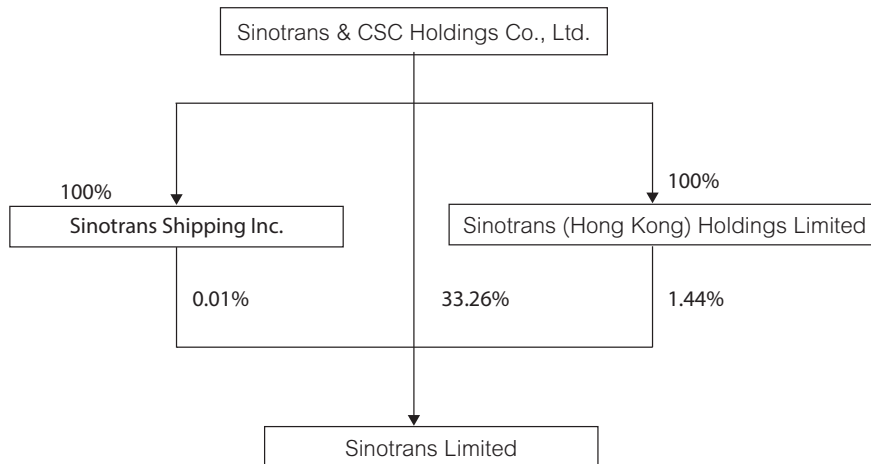 Sinotrans & CSC Holdings Co., Ltd.
100%
100%
Sinotrans Shipping Inc.
Sinotrans (Hong Kong) Holdings Limited
0.01%
33.26%
1.44%
Sinotrans Limited